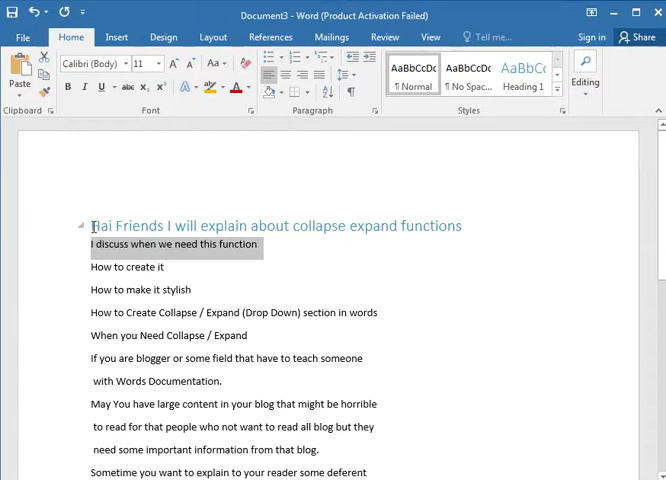 Document3 - Word (Product Activation Failed)
File Home Insert Design Layout References Mailings Review View Tell me... Sign in Share
Paste
Calibri (Body) 11
Aa
B I U abc x₂ x² A ab A
AaBbCcDc AaBbCcDc AaBbCc
¶ Normal ¶ No Spac... Heading 1
Editing
Clipboard Font Paragraph Styles
Hai Friends I will explain about collapse expand functions
I discuss when we need this function
How to create it
How to make it stylish
How to Create Collapse / Expand (Drop Down) section in words
When you Need Collapse / Expand
If you are blogger or some field that have to teach someone
with Words Documentation.
May You have large content in your blog that might be horrible
to read for that people who not want to read all blog but they
need some important information from that blog.
Sometime you want to explain to your reader some deferent